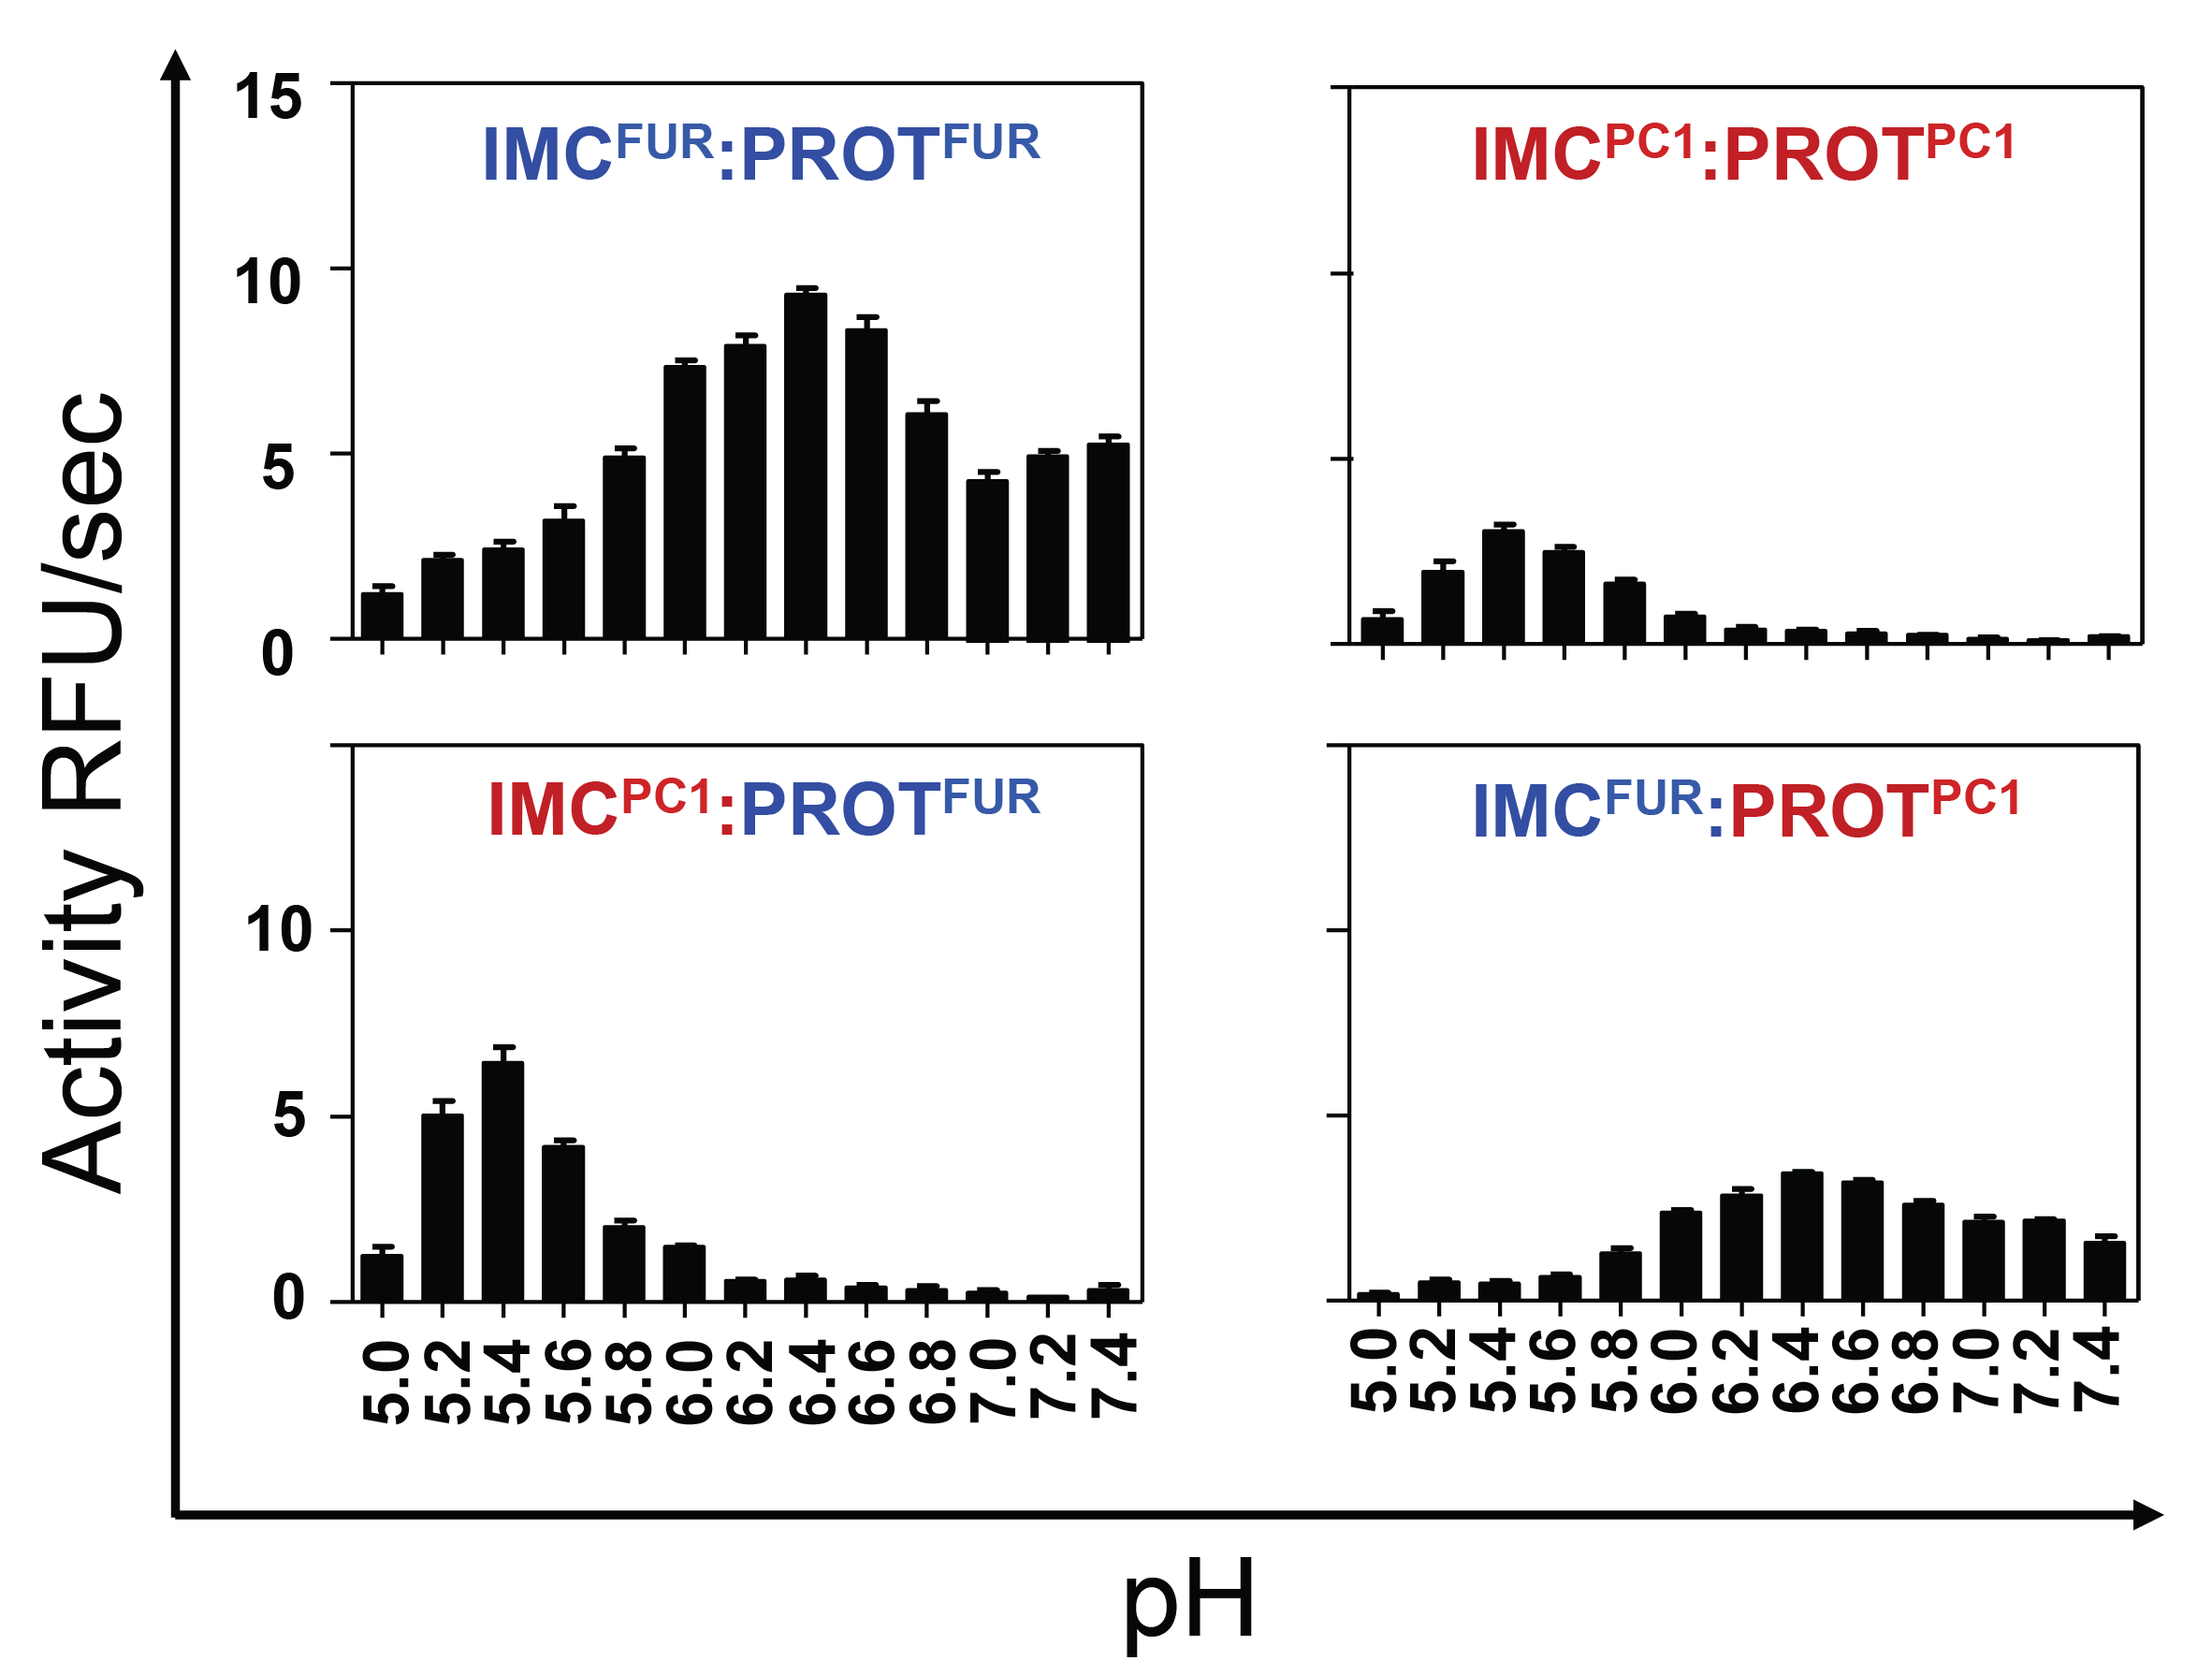 Activity RFU/sec
15
10
5
0
IMCFUR:PROTFUR
IMCPC1:PROTPC1
10
5
0
IMCPC1:PROTFUR
IMCFUR:PROTPC1
5.0 5.2 5.4 5.6 5.8 6.0 6.2 6.4 6.6 6.8 7.0 7.2 7.4
5.0 5.2 5.4 5.6 5.8 6.0 6.2 6.4 6.6 6.8 7.0 7.2 7.4
pH